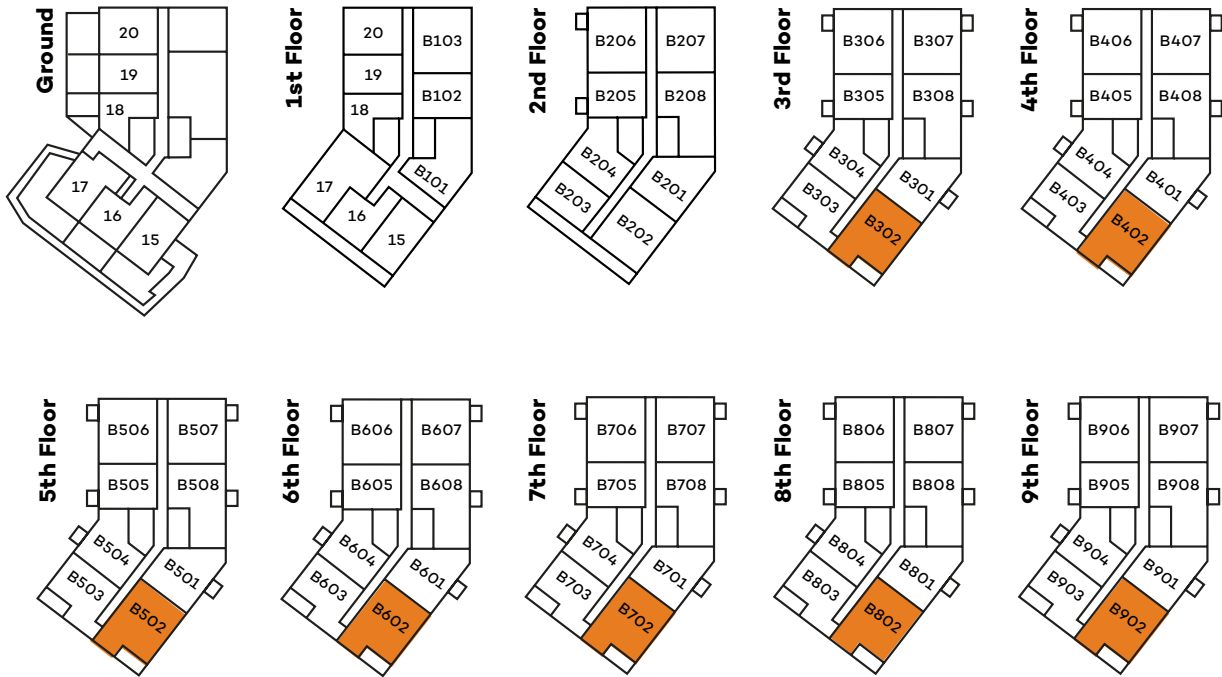 Ground
20
19
18
17
16
15
1st Floor
20
B103
19
B102
18
B101
17
16
15
2nd Floor
B206
B207
B205
B208
B204
B201
B203
B202
3rd Floor
B306
B307
B305
B308
B304
B301
B303
B302
4th Floor
B406
B407
B405
B408
B404
B401
B403
B402
5th Floor
B506
B507
B505
B508
B504
B501
B503
B502
6th Floor
B606
B607
B605
B608
B604
B601
B603
B602
7th Floor
B706
B707
B705
B708
B704
B701
B703
B702
8th Floor
B806
B807
B805
B808
B804
B801
B803
B802
9th Floor
B906
B907
B905
B908
B904
B901
B903
B902